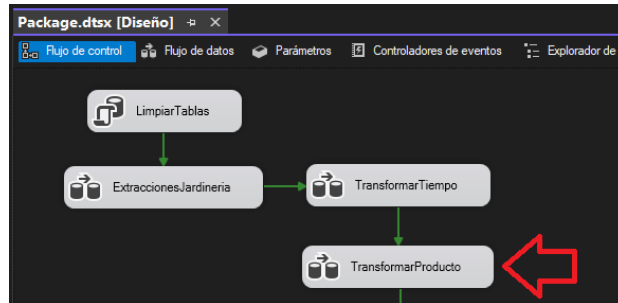 Package.dtsx [Diseño]
Flujo de control Flujo de datos Parámetros Controladores de eventos Explorador de
LimpiarTablas
ExtraccionesJardineria
TransformarTiempo
TransformarProducto